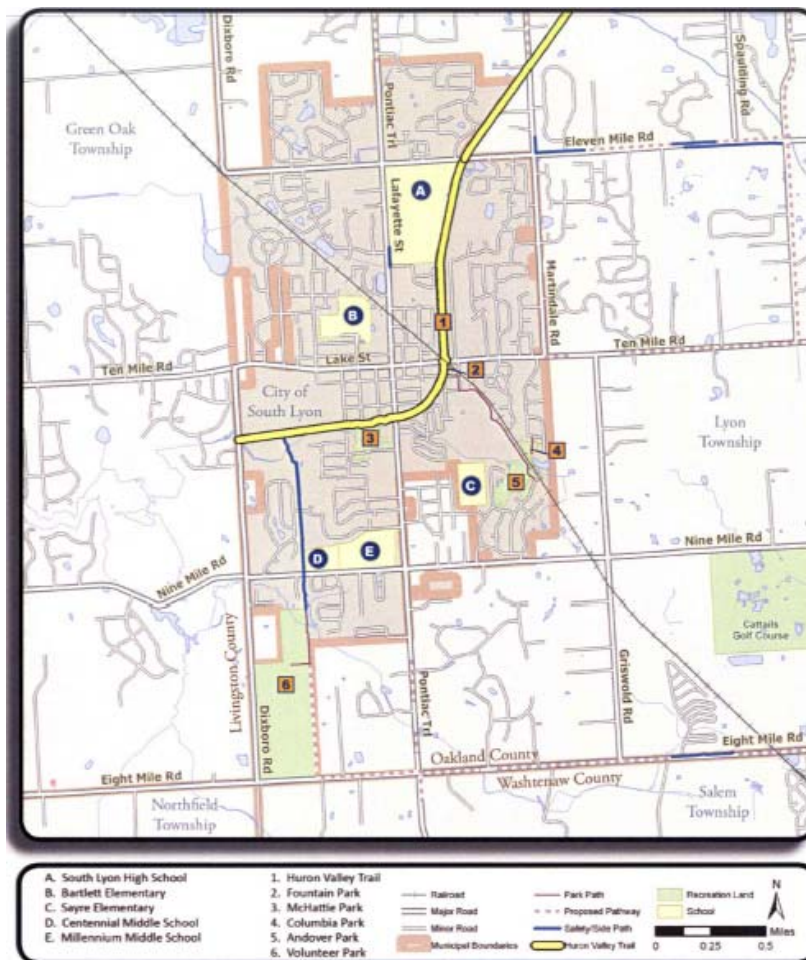 Dixboro Rd
Pontiac Trl
Spaulding Rd
Green Oak
Township
Eleven Mile Rd
A
Lafayette St
Martindale Rd
B
1
Ten Mile Rd
Lake St
Ten Mile Rd
2
City of
South Lyon
3
Lyon
Township
4
C
5
Nine Mile Rd
D
E
Nine Mile Rd
Cattails
Golf Course
Livingston County
6
Dixboro Rd
Pontiac Trl
Griswold Rd
Oakland County
Eight Mile Rd
Eight Mile Rd
Washtenaw County
Northfield
Township
Salem
Township
A. South Lyon High School
B. Bartlett Elementary
C. Sayre Elementary
D. Centennial Middle School
E. Millennium Middle School
1. Huron Valley Trail
2. Fountain Park
3. McHattie Park
4. Columbia Park
5. Andover Park
6. Volunteer Park
Railroad
Major Road
Minor Road
Municipal Boundaries
Park Path
Proposed Pathway
Safety/Side Path
Huron Valley Trail
Recreation Land
School
N
Miles
0 0.25 0.5